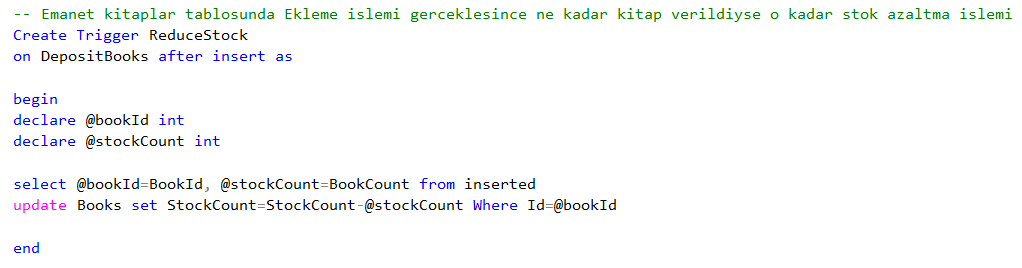 -- Emanet kitaplar tablosunda Ekleme islemi gerceklesince ne kadar kitap verildiyse o kadar stok azaltma islemi
Create Trigger ReduceStock
on DepositBooks after insert as
begin
declare @bookId int
declare @stockCount int
select @bookId=BookId, @stockCount=BookCount from inserted
update Books set StockCount=StockCount-@stockCount Where Id=@bookId
end